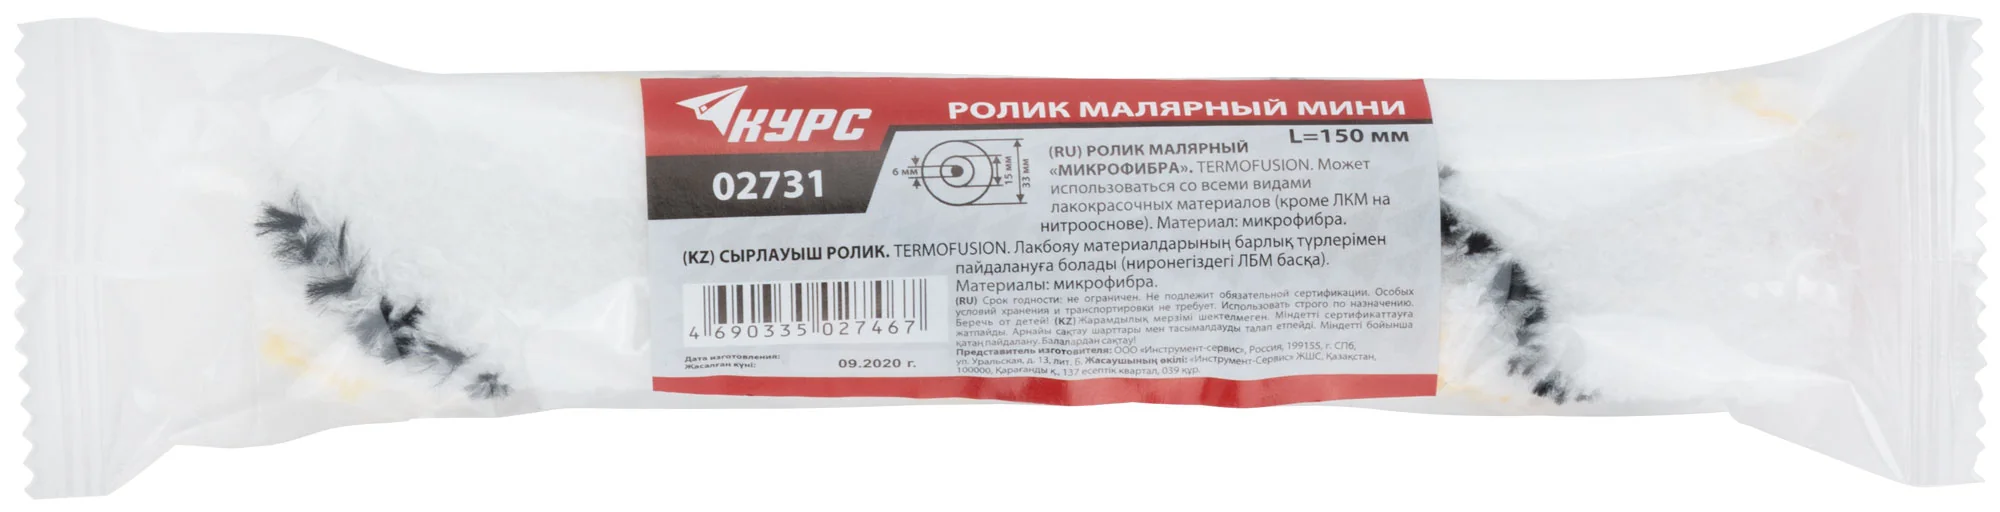 КУРС
РОЛИК МАЛЯРНЫЙ МИНИ
L=150 мм
02731
6 мм
15 мм
33 мм
(RU) РОЛИК МАЛЯРНЫЙ
«МИКРОФИБРА». TERMOFUSION. Может
использоваться со всеми видами
лакокрасочных материалов (кроме ЛКМ на
нитрооснове). Материал: микрофибра.
(KZ) СЫРЛАУЫШ РОЛИК. TERMOFUSION. Лакбояу материалдарының барлық түрлерімен
пайдалануға болады (ниронегіздегі ЛБМ басқа).
Материалы: микрофибра.
(RU) Срок годности: не ограничен. Не подлежит обязательной сертификации. Особых
условий хранения и транспортировки не требует. Использовать строго по назначению.
Беречь от детей! (KZ) Жарамдылық мерзімі шектелмеген. Міндетті сертификаттауға
жатпайды. Арнайы сақтау шарттары мен тасымалдауды талап етпейді. Міндетті бойынша
қатаң пайдалану. Балалардан сақтау!
Представитель изготовителя: ООО «Инструмент-сервис», Россия, 199155, г. СПб,
ул. Уральская, д. 13, лит. Б. Жасаушының өкілі: «Инструмент-Сервис» ЖШС, Қазақстан,
100000, Қарағанды қ., 137 есептік квартал, 039 құр.
4 690335 027467
Дата изготовления:
Жасалған күні:
09.2020 г.